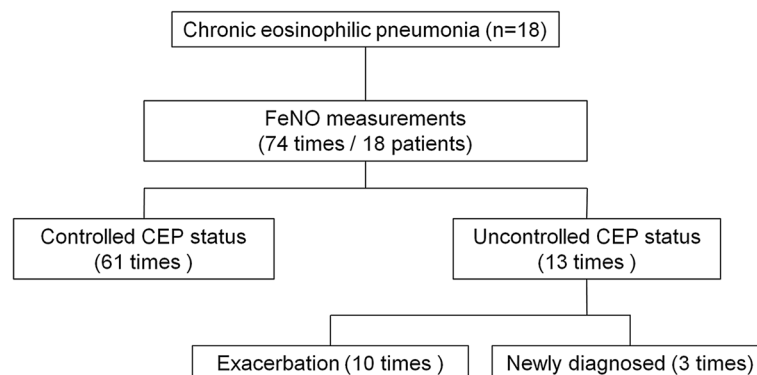 Chronic eosinophilic pneumonia (n=18)
FeNO measurements
(74 times / 18 patients)
Controlled CEP status
(61 times )
Uncontrolled CEP status
(13 times )
Exacerbation (10 times )
Newly diagnosed (3 times)